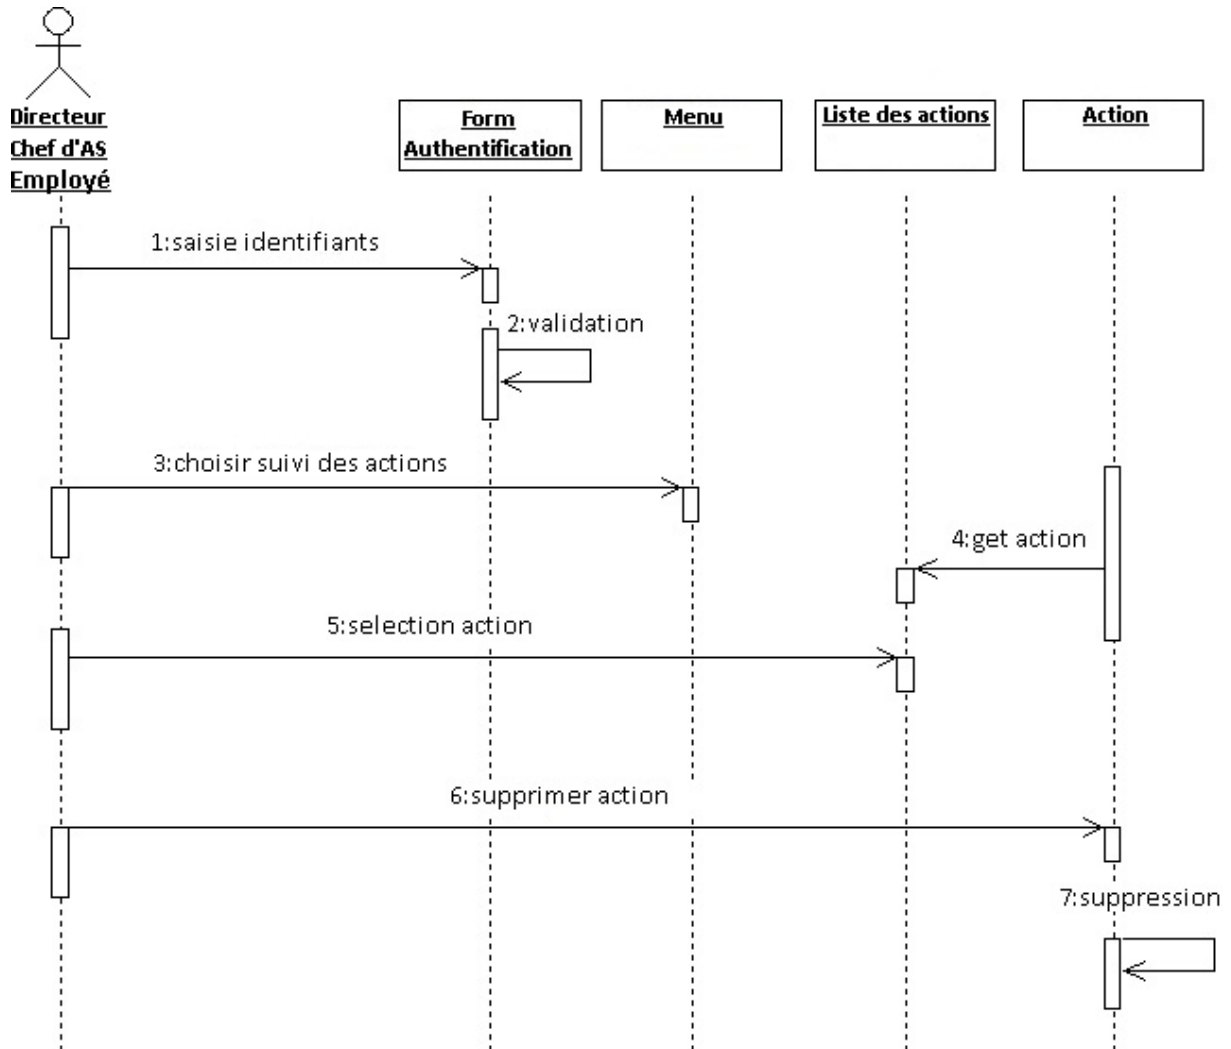 Directeur
Chef d'AS
Employé
Form
Authentification
Menu
Liste des actions
Action
1:saisie identifiants
2:validation
3:choisir suivi des actions
4:get action
5:selection action
6:supprimer action
7:suppression